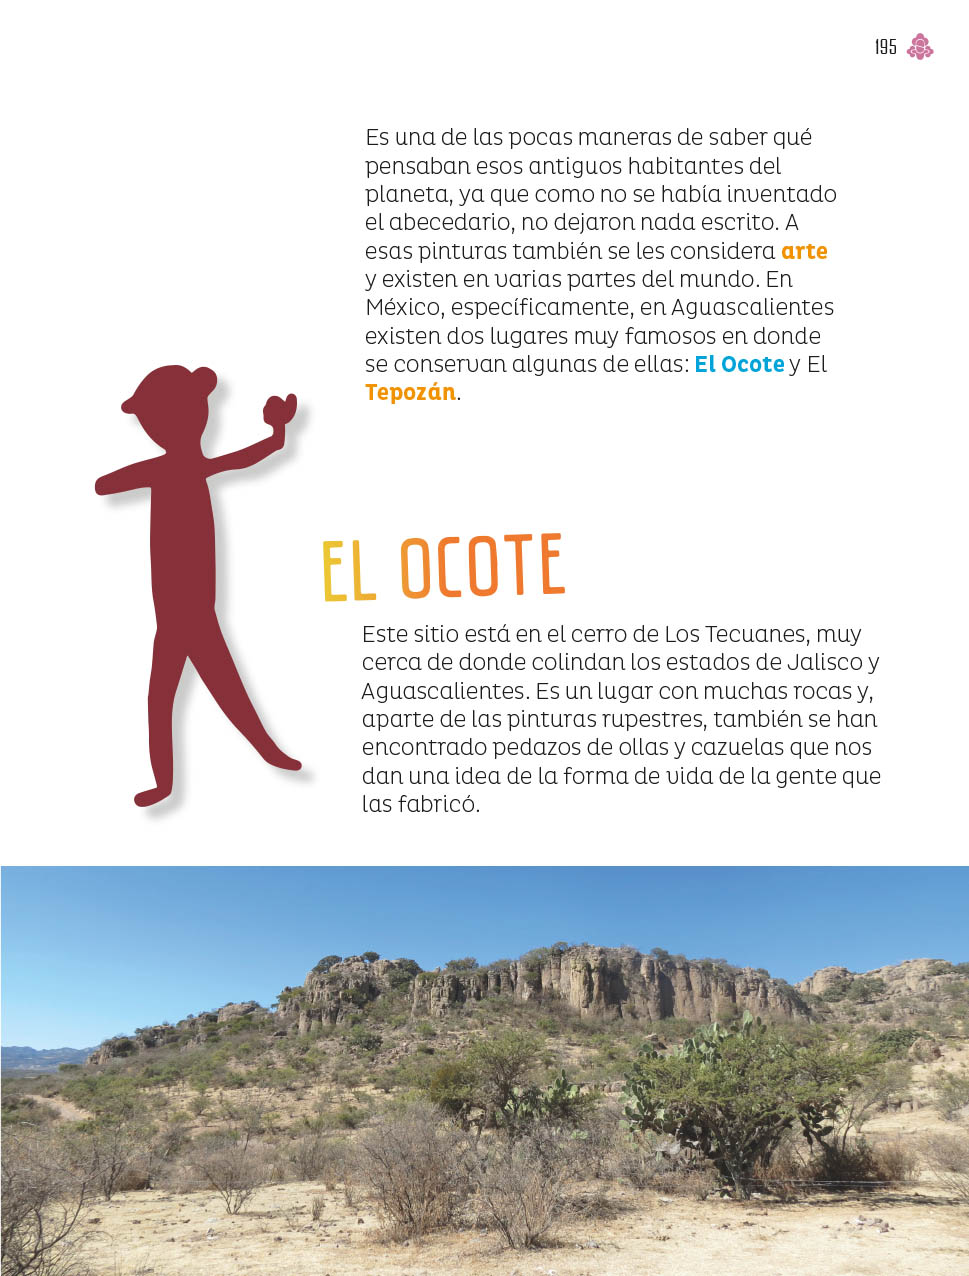 195
Es una de las pocas maneras de saber qué
pensaban esos antiguos habitantes del
planeta, ya que como no se había inventado
el abecedario, no dejaron nada escrito. A
esas pinturas también se les considera arte
y existen en varias partes del mundo. En
México, específicamente, en Aguascalientes
existen dos lugares muy famosos en donde
se conservan algunas de ellas: El Ocote y El
Tepozán.
EL OCOTE
Este sitio está en el cerro de Los Tecuanes, muy
cerca de donde colindan los estados de Jalisco y
Aguascalientes. Es un lugar con muchas rocas y,
aparte de las pinturas rupestres, también se han
encontrado pedazos de ollas y cazuelas que nos
dan una idea de la forma de vida de la gente que
las fabricó.